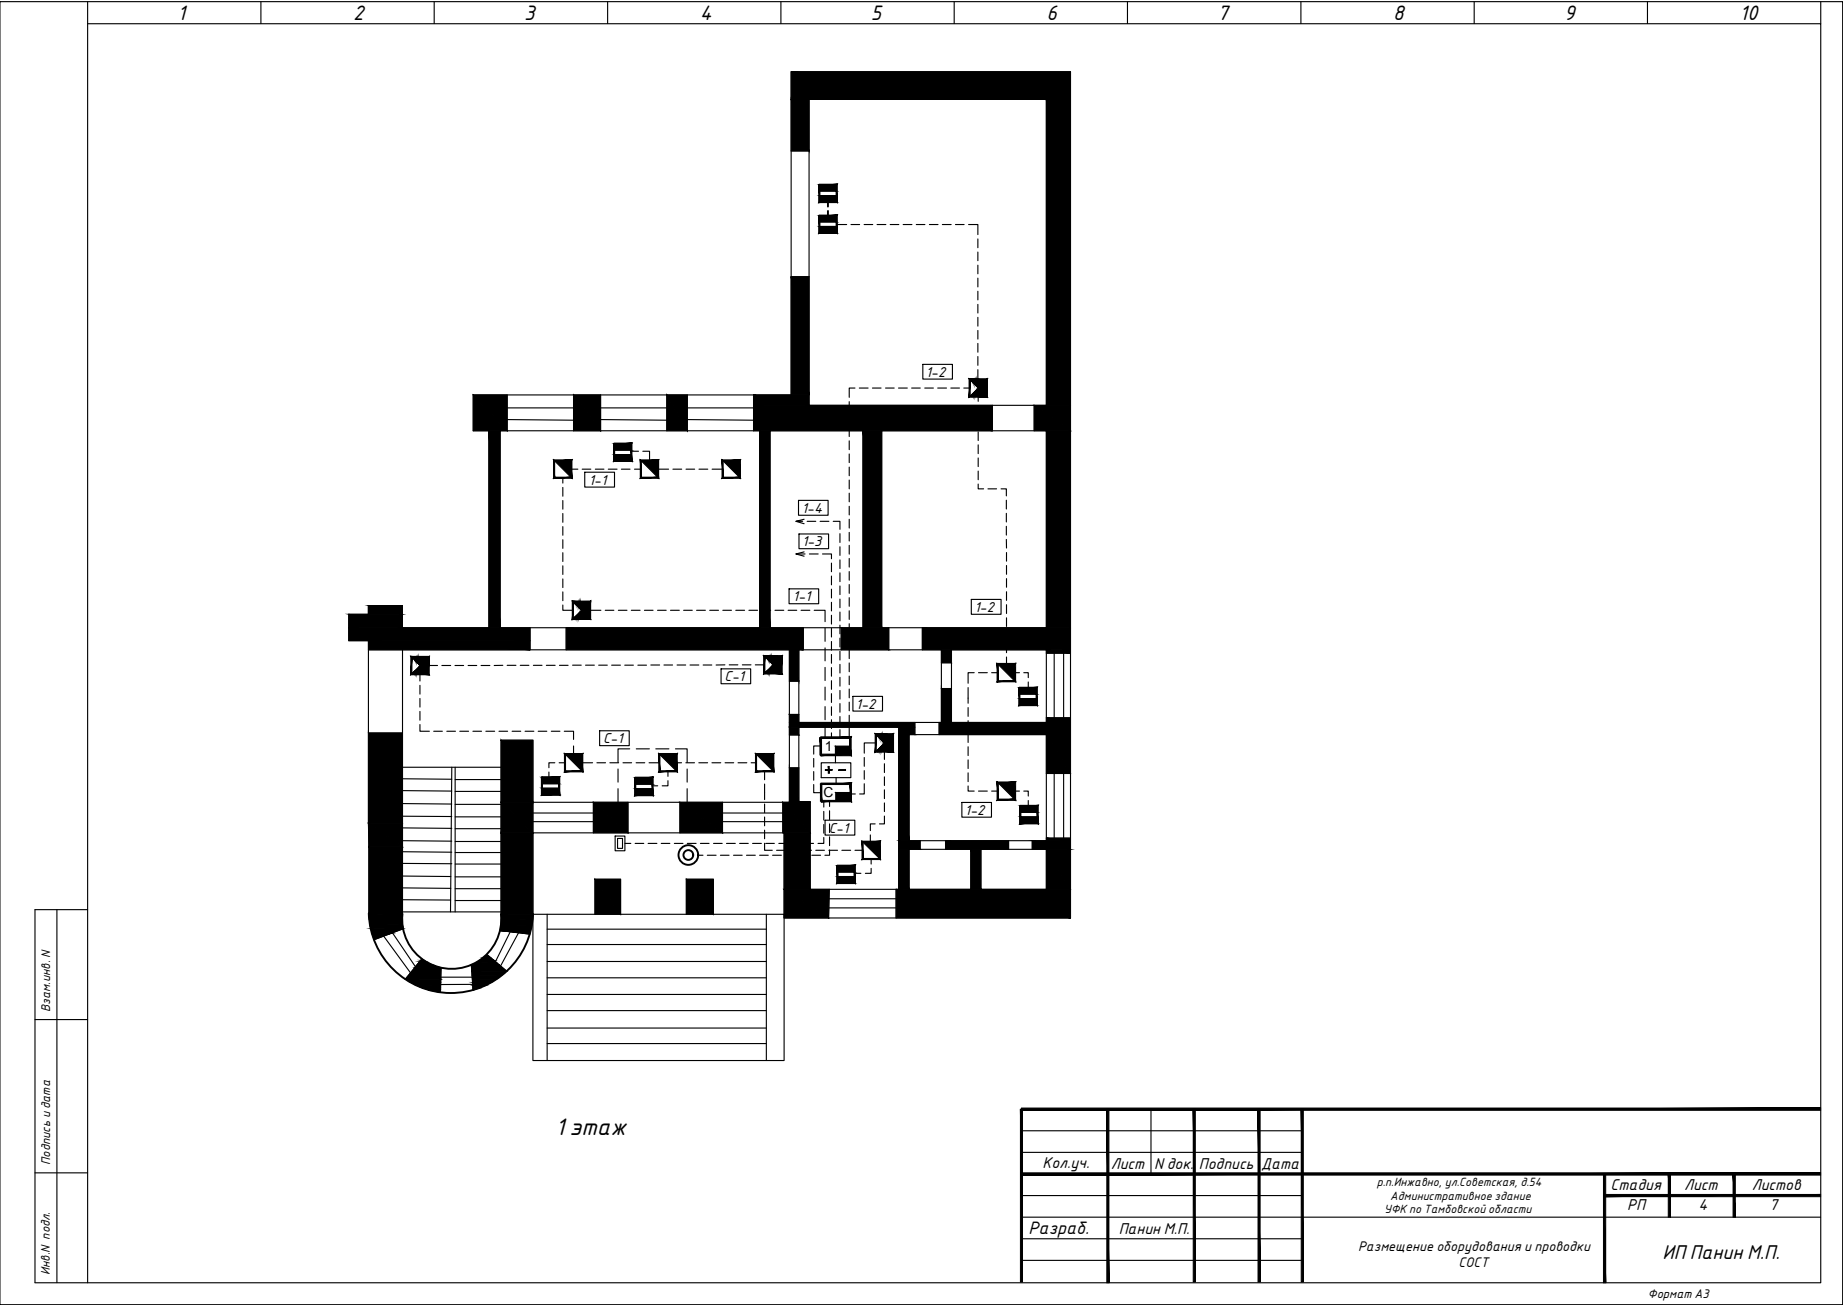 1 2 3 4 5 6 7 8 9 10
1-2
1-1
1-4
1-3
1-1
1-2
С-1
1-2
С-1
1
+ -
С
1-2
С-1
1 этаж
Взам.инв. N
Подпись и дата
Инв.N подл.
Кол.уч. Лист N док. Подпись Дата
р.п.Инжавно, ул.Советская, д.54
Административное здание
УФК по Тамбовской области
Стадия Лист Листов
РП 4 7
Разраб. Панин М.П.
Размещение оборудования и проводки
СОСТ
ИП Панин М.П.
Формат А3